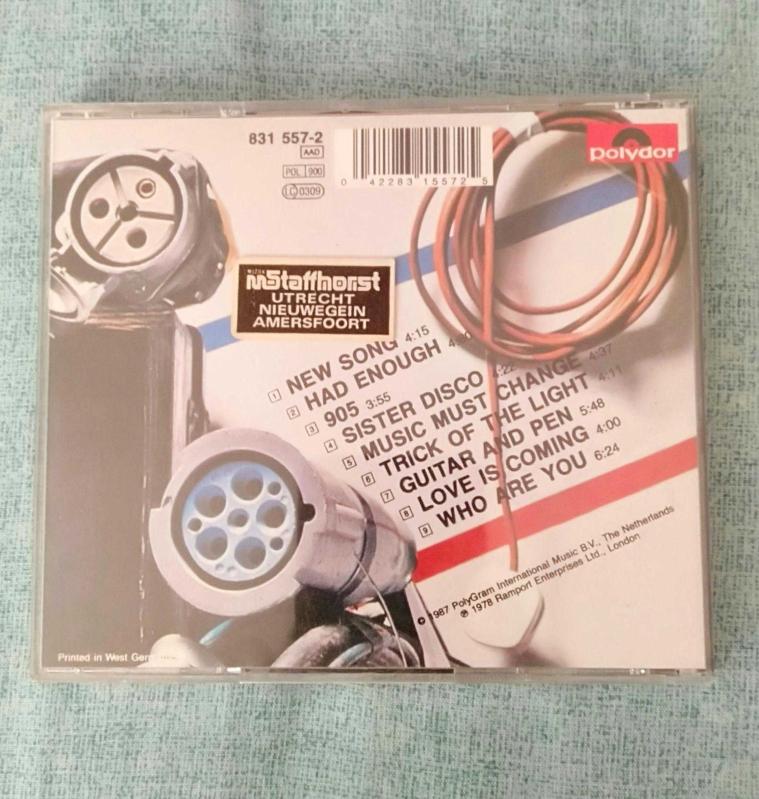 831 557-2
AAD
POL 900
LC 0309
0 42283 15572 5
polydor
muziek
Staffhorst
UTRECHT
NIEUWEGEIN
AMERSFOORT
1 NEW SONG 4:15
2 HAD ENOUGH
3 905 3:55
4 SISTER DISCO
5 MUSIC MUST CHANGE 4:37
6 TRICK OF THE LIGHT 4:11
7 GUITAR AND PEN 5:48
8 LOVE IS COMING 4:00
9 WHO ARE YOU 6:24
© 1987 PolyGram International Music B.V., The Netherlands
℗ 1978 Ramport Enterprises Ltd., London
Printed in West